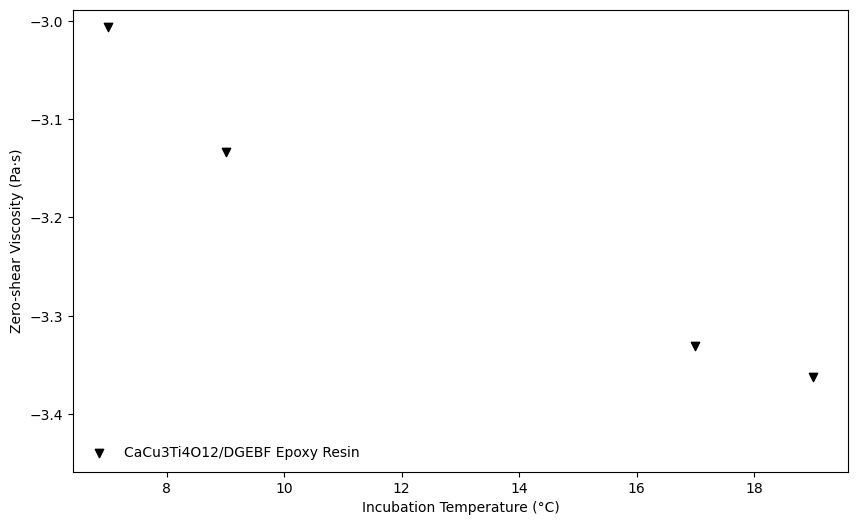 −3.0
−3.1
−3.2
−3.3
−3.4
Zero-shear Viscosity (Pa·s)
CaCu3Ti4O12/DGEBF Epoxy Resin
8 10 12 14 16 18
Incubation Temperature (°C)